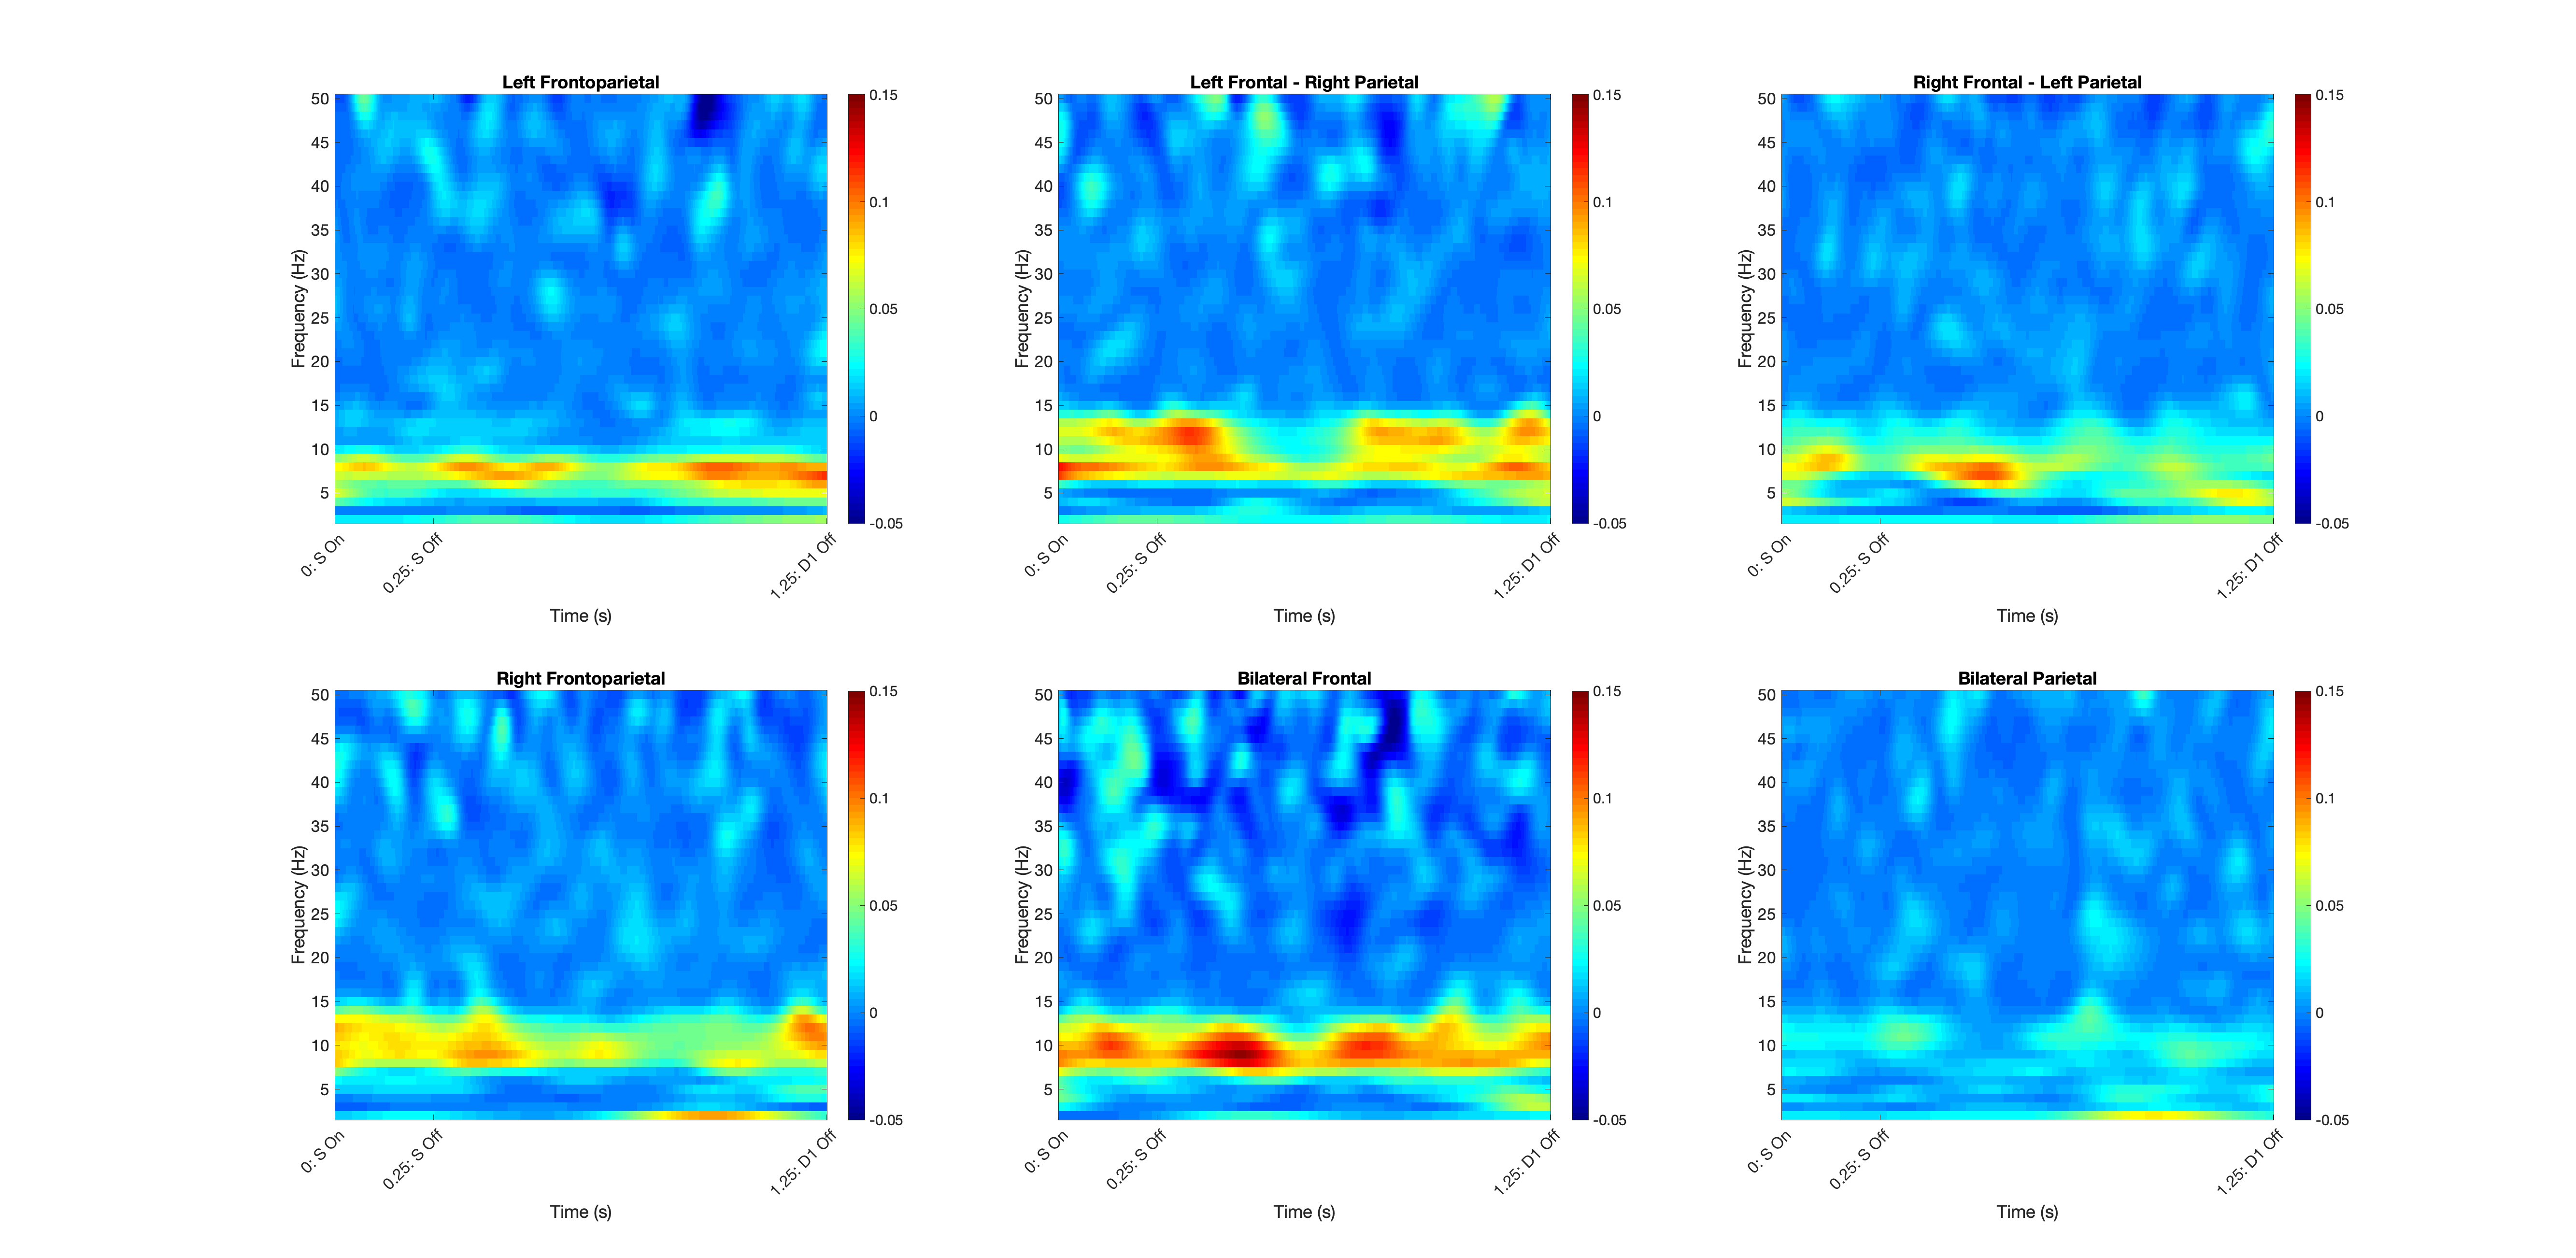 Left Frontoparietal
Frequency (Hz)
50
45
40
35
30
25
20
15
10
5
0: S On
0.25: S Off
1.25: D1 Off
Time (s)
0.15
0.1
0.05
0
-0.05
Left Frontal - Right Parietal
Frequency (Hz)
50
45
40
35
30
25
20
15
10
5
0: S On
0.25: S Off
1.25: D1 Off
Time (s)
0.15
0.1
0.05
0
-0.05
Right Frontal - Left Parietal
Frequency (Hz)
50
45
40
35
30
25
20
15
10
5
0: S On
0.25: S Off
1.25: D1 Off
Time (s)
0.15
0.1
0.05
0
-0.05
Right Frontoparietal
Frequency (Hz)
50
45
40
35
30
25
20
15
10
5
0: S On
0.25: S Off
1.25: D1 Off
Time (s)
0.15
0.1
0.05
0
-0.05
Bilateral Frontal
Frequency (Hz)
50
45
40
35
30
25
20
15
10
5
0: S On
0.25: S Off
1.25: D1 Off
Time (s)
0.15
0.1
0.05
0
-0.05
Bilateral Parietal
Frequency (Hz)
50
45
40
35
30
25
20
15
10
5
0: S On
0.25: S Off
1.25: D1 Off
Time (s)
0.15
0.1
0.05
0
-0.05